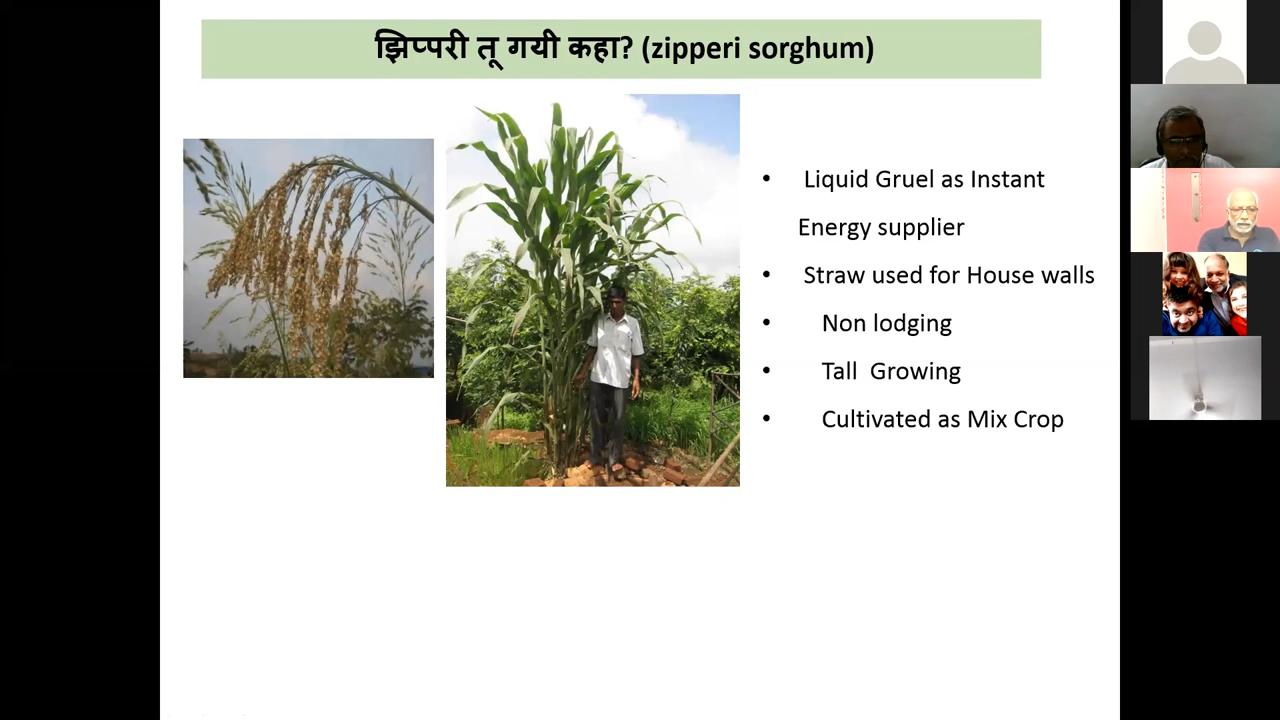 झिप्परी तू गयी कहा? (zipperi sorghum)
• Liquid Gruel as Instant
Energy supplier
• Straw used for House walls
• Non lodging
• Tall Growing
• Cultivated as Mix Crop